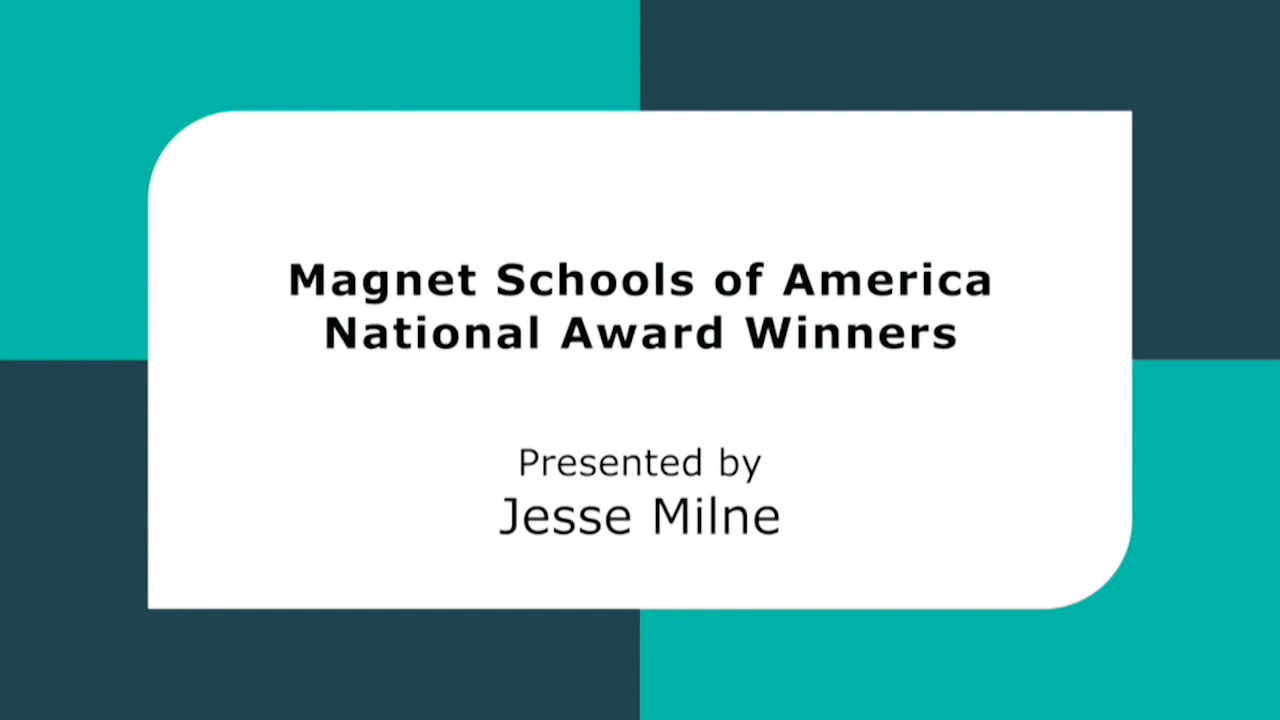 Magnet Schools of America
National Award Winners
Presented by
Jesse Milne